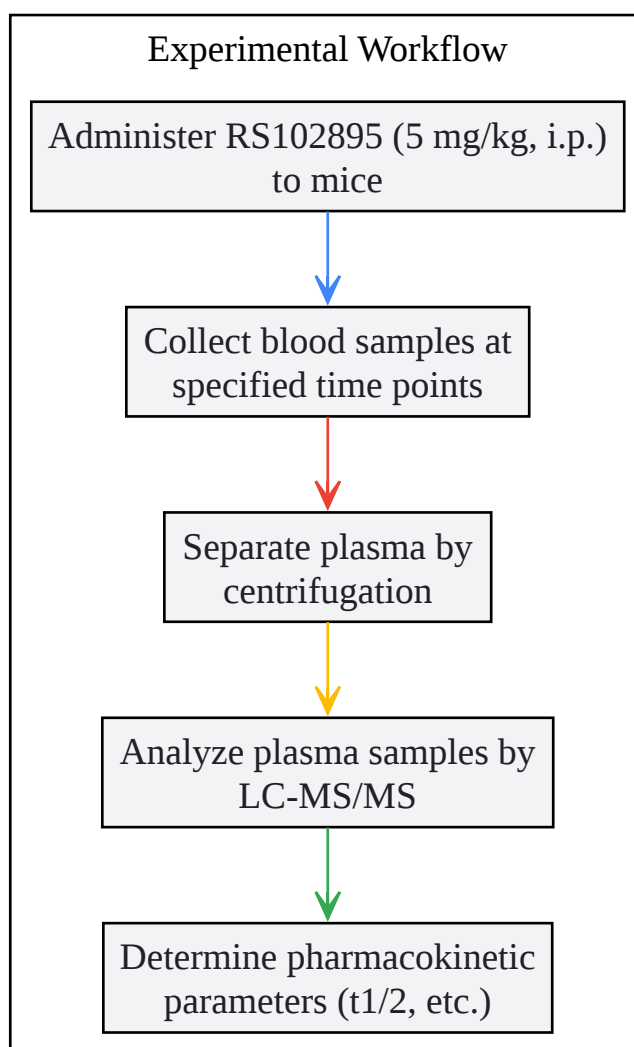 Experimental Workflow
Administer RS102895 (5 mg/kg, i.p.)
to mice
Collect blood samples at
specified time points
Separate plasma by
centrifugation
Analyze plasma samples by
LC-MS/MS
Determine pharmacokinetic
parameters (t1/2, etc.)